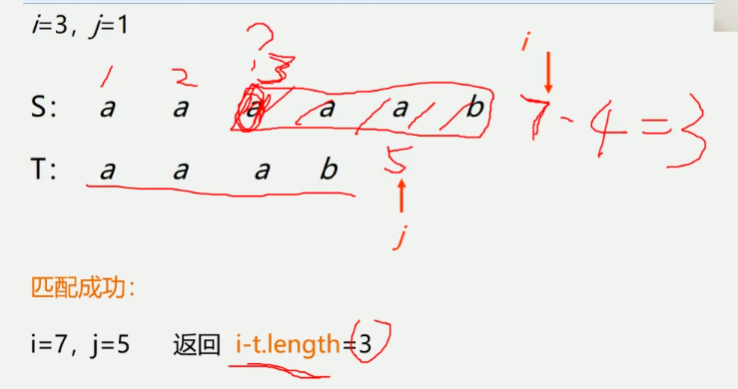 i=3, j=1
?
1 2 3 i
S: a a a a a b 7-4=3
T: a a a b 5
j
匹配成功:
i=7, j=5 返回 i-t.length=3